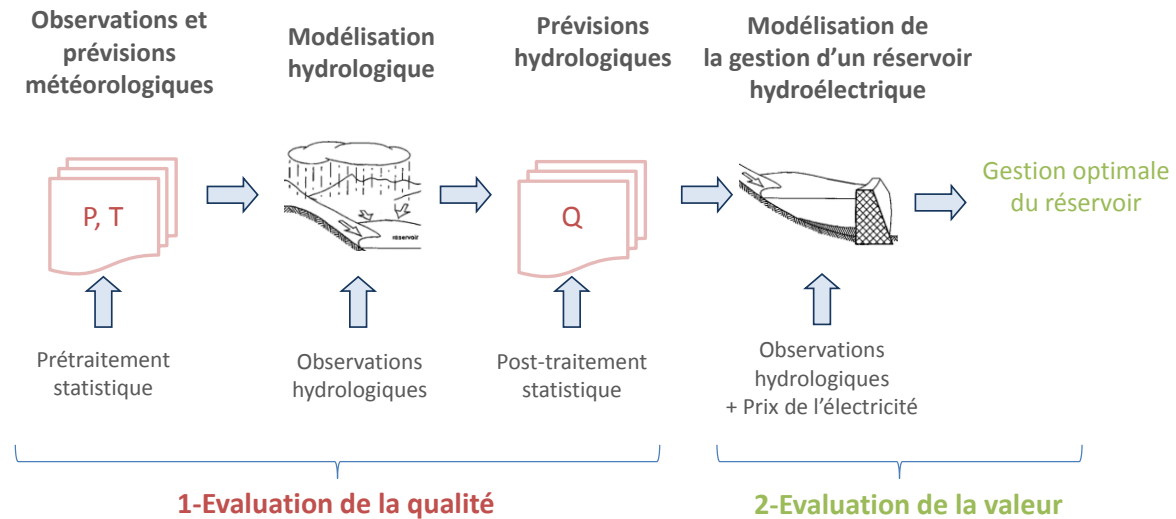 Observations et
prévisions
météorologiques
Modélisation
hydrologique
Prévisions
hydrologiques
Modélisation de
la gestion d’un réservoir
hydroélectrique
P, T
réservoir
Q
Gestion optimale
du réservoir
Prétraitement
statistique
Observations
hydrologiques
Post-traitement
statistique
Observations
hydrologiques
+ Prix de l’électricité
1-Evaluation de la qualité
2-Evaluation de la valeur